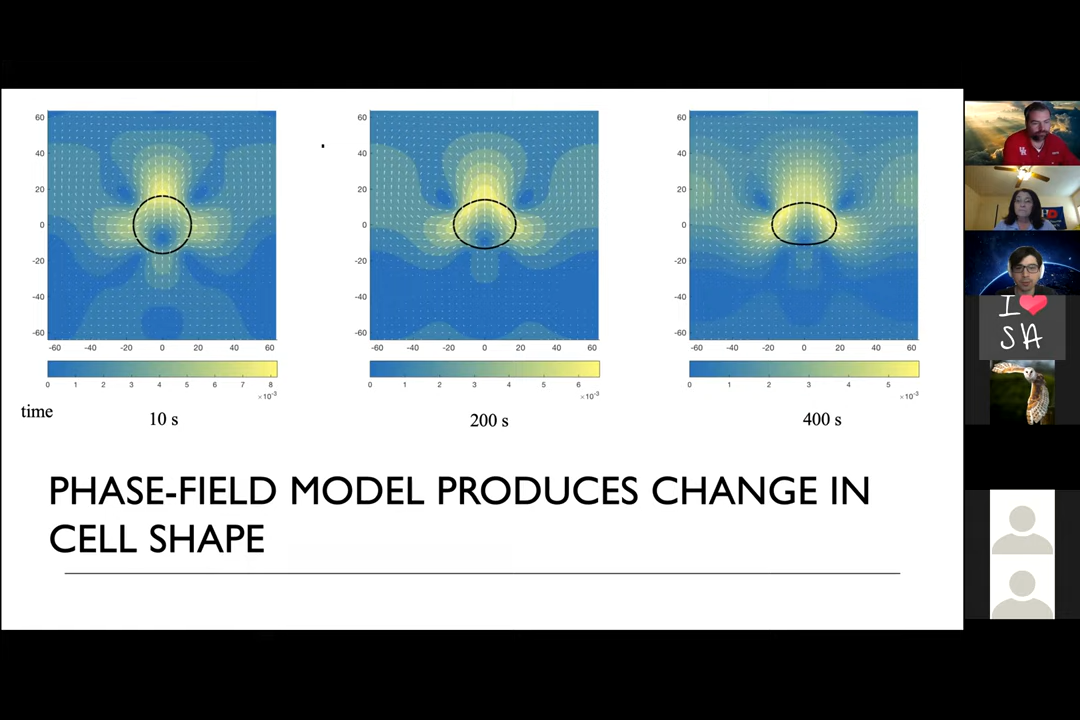 60
40
20
0
-20
-40
-60
-60 -40 -20 0 20 40 60
0 1 2 3 4 5 6 7 8
×10⁻³
60
40
20
0
-20
-40
-60
-60 -40 -20 0 20 40 60
0 1 2 3 4 5 6
×10⁻³
60
40
20
0
-20
-40
-60
-60 -40 -20 0 20 40 60
0 1 2 3 4 5
×10⁻³
time
10 s
200 s
400 s
PHASE-FIELD MODEL PRODUCES CHANGE IN
CELL SHAPE
I
SA